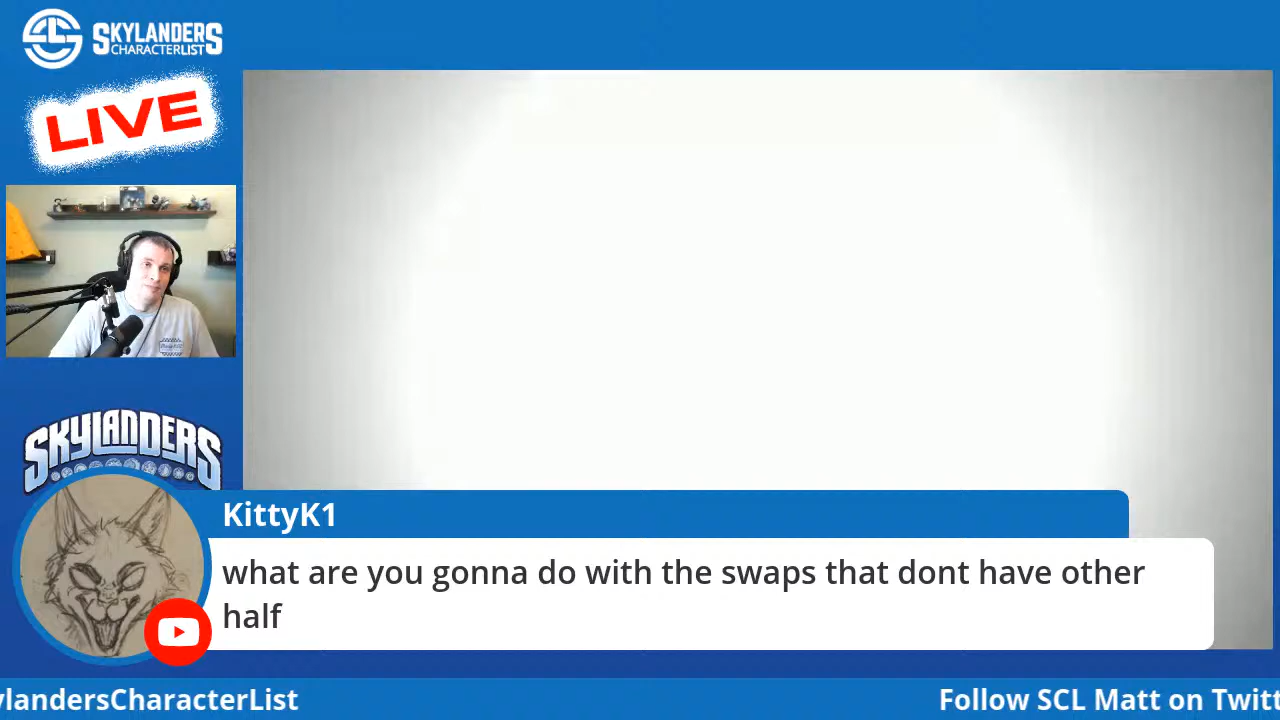 SKYLANDERS
CHARACTERLIST
LIVE
SKYLANDERS
KittyK1
what are you gonna do with the swaps that dont have other
half
ylandersCharacterList
Follow SCL Matt on Twitt